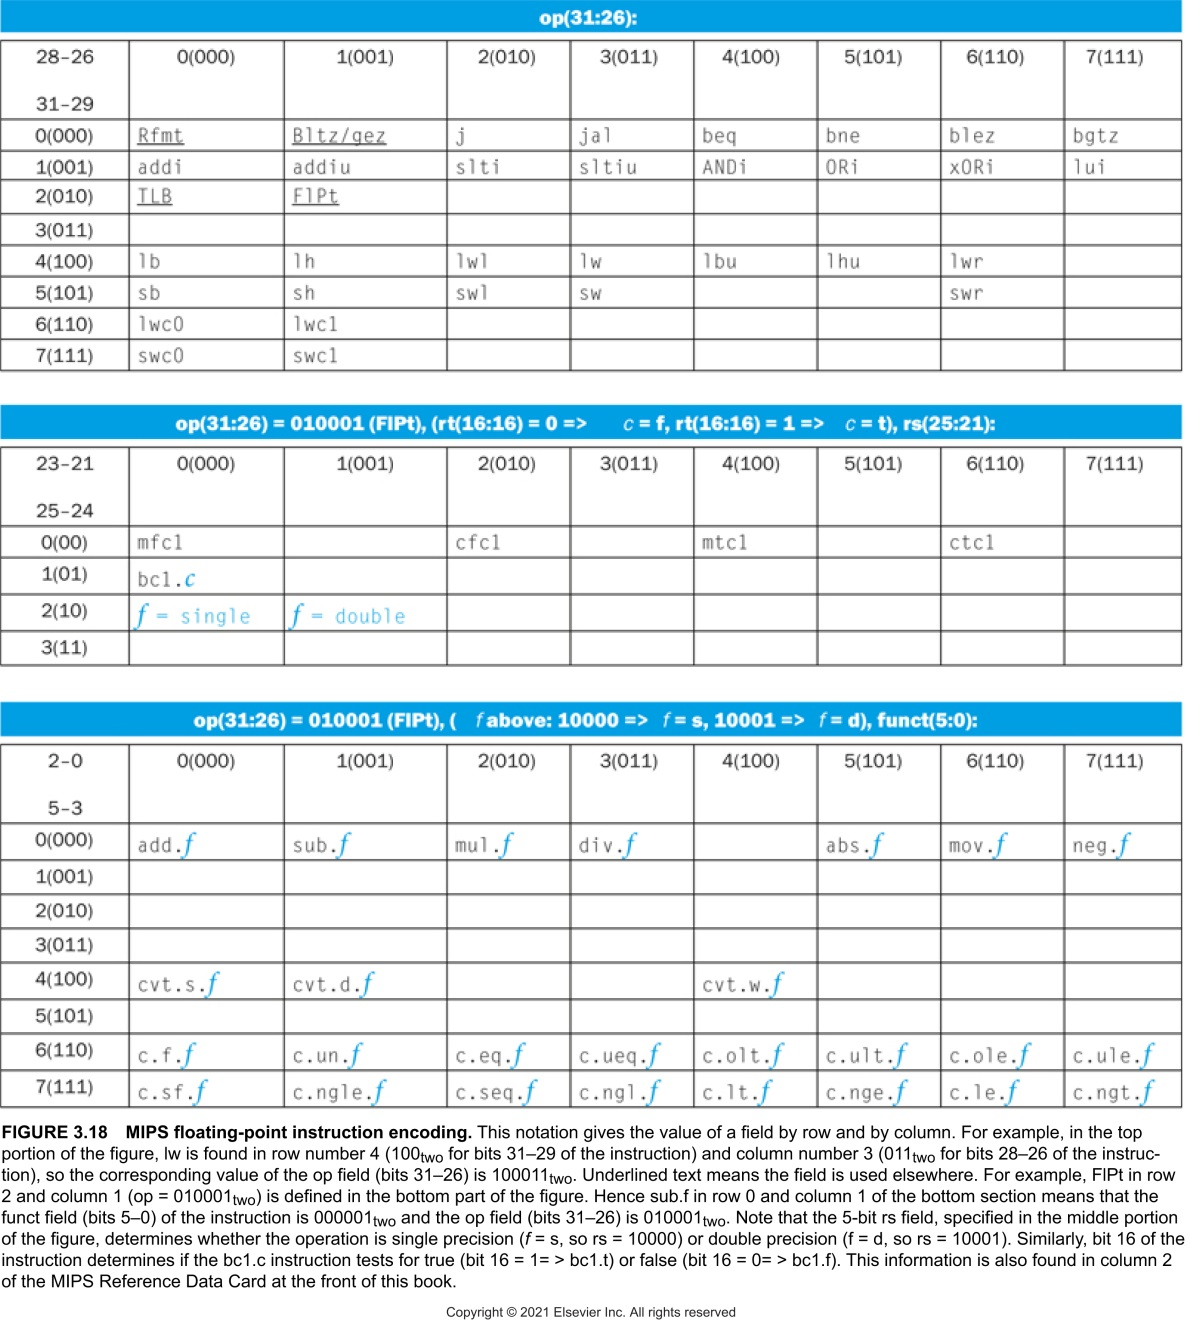 op(31:26):
28–26 0(000) 1(001) 2(010) 3(011) 4(100) 5(101) 6(110) 7(111)
31–29
0(000) Rfmt Bltz/gez j jal beq bne blez bgtz
1(001) addi addiu slti sltiu ANDi ORi xORi lui
2(010) TLB FlPt
3(011)
4(100) lb lh lwl lw lbu lhu lwr
5(101) sb sh swl sw swr
6(110) lwc0 lwc1
7(111) swc0 swc1
op(31:26) = 010001 (FlPt), (rt(16:16) = 0 => c = f, rt(16:16) = 1 => c = t), rs(25:21):
23–21 0(000) 1(001) 2(010) 3(011) 4(100) 5(101) 6(110) 7(111)
25–24
0(00) mfc1 cfc1 mtc1 ctc1
1(01) bc1.c
2(10) f = single f = double
3(11)
op(31:26) = 010001 (FlPt), ( f above: 10000 => f = s, 10001 => f = d), funct(5:0):
2–0 0(000) 1(001) 2(010) 3(011) 4(100) 5(101) 6(110) 7(111)
5–3
0(000) add.f sub.f mul.f div.f abs.f mov.f neg.f
1(001)
2(010)
3(011)
4(100) cvt.s.f cvt.d.f cvt.w.f
5(101)
6(110) c.f.f c.un.f c.eq.f c.ueq.f c.olt.f c.ult.f c.ole.f c.ule.f
7(111) c.sf.f c.ngle.f c.seq.f c.ngl.f c.lt.f c.nge.f c.le.f c.ngt.f
FIGURE 3.18 MIPS floating-point instruction encoding. This notation gives the value of a field by row and by column. For example, in the top
portion of the figure, lw is found in row number 4 (100two for bits 31–29 of the instruction) and column number 3 (011two for bits 28–26 of the instruc-
tion), so the corresponding value of the op field (bits 31–26) is 100011two. Underlined text means the field is used elsewhere. For example, FlPt in row
2 and column 1 (op = 010001two) is defined in the bottom part of the figure. Hence sub.f in row 0 and column 1 of the bottom section means that the
funct field (bits 5–0) of the instruction is 000001two and the op field (bits 31–26) is 010001two. Note that the 5-bit rs field, specified in the middle portion
of the figure, determines whether the operation is single precision (f = s, so rs = 10000) or double precision (f = d, so rs = 10001). Similarly, bit 16 of the
instruction determines if the bc1.c instruction tests for true (bit 16 = 1= > bc1.t) or false (bit 16 = 0= > bc1.f). This information is also found in column 2
of the MIPS Reference Data Card at the front of this book.
Copyright © 2021 Elsevier Inc. All rights reserved